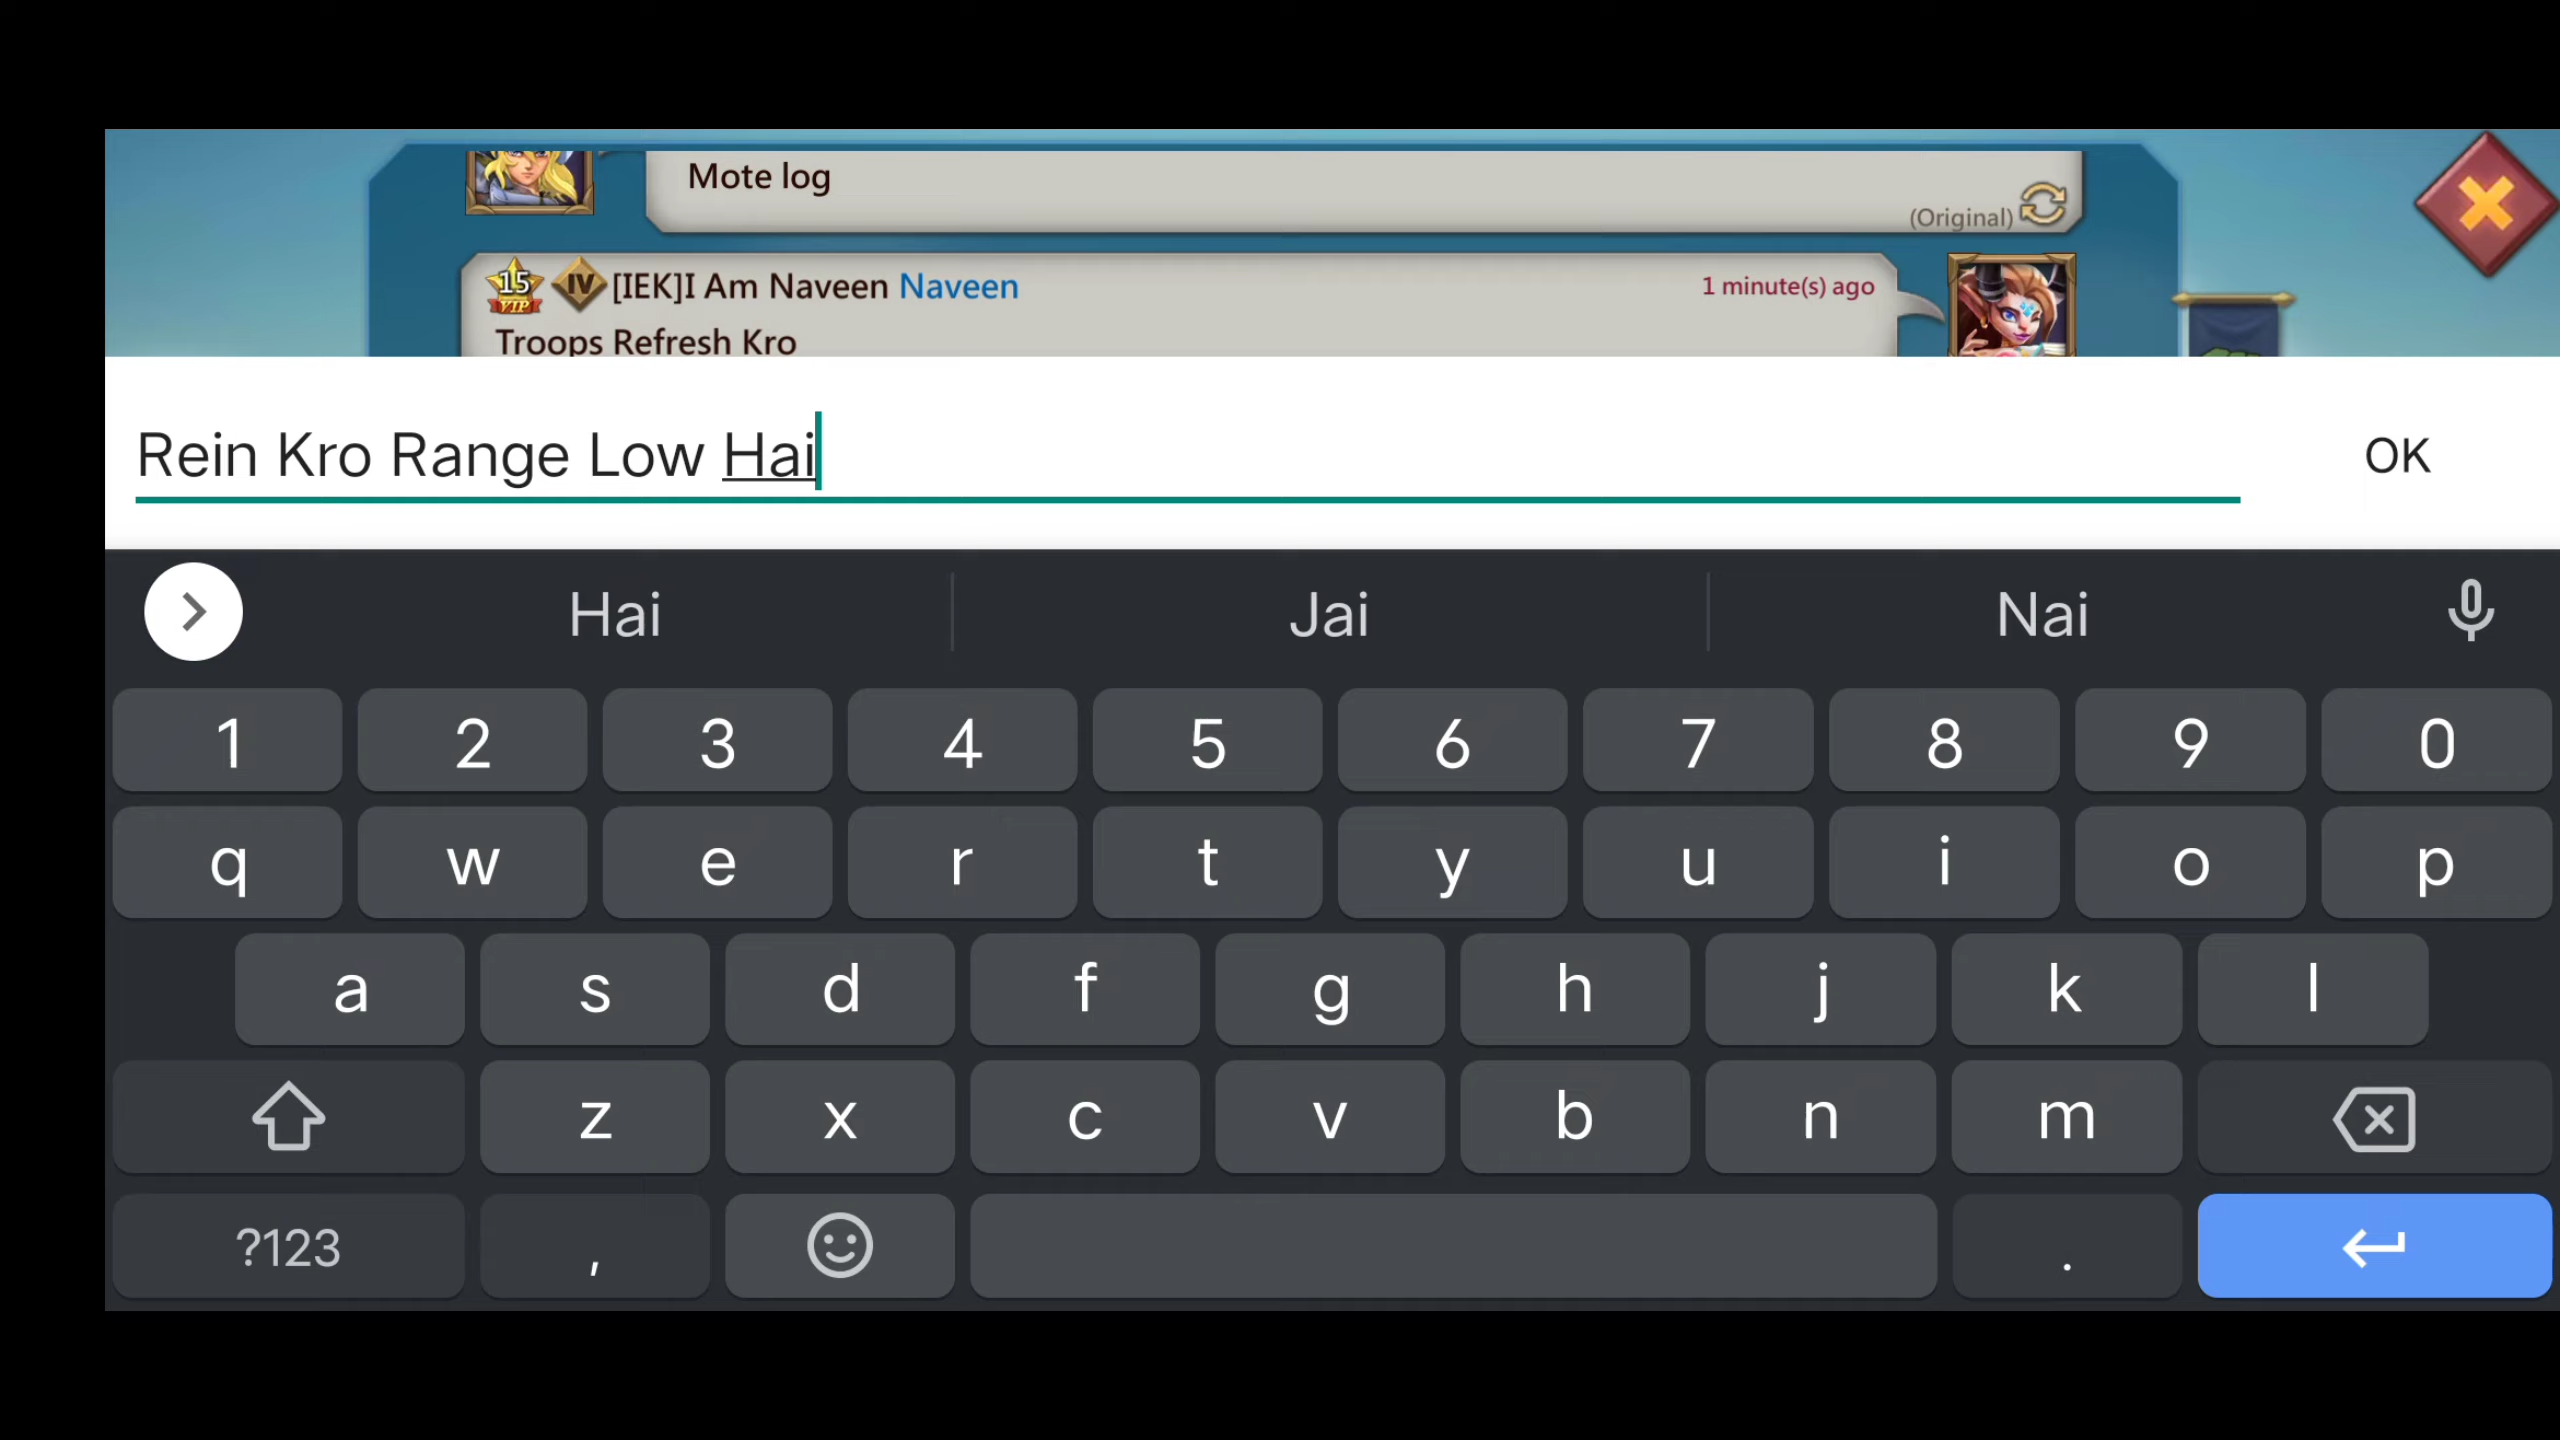 Mote log
(Original)
15 VIP IV [IEK]I Am Naveen Naveen 1 minute(s) ago
Troops Refresh Kro
Rein Kro Range Low Hai OK
Hai Jai Nai
1 2 3 4 5 6 7 8 9 0
q w e r t y u i o p
a s d f g h j k l
z x c v b n m
?123 , .